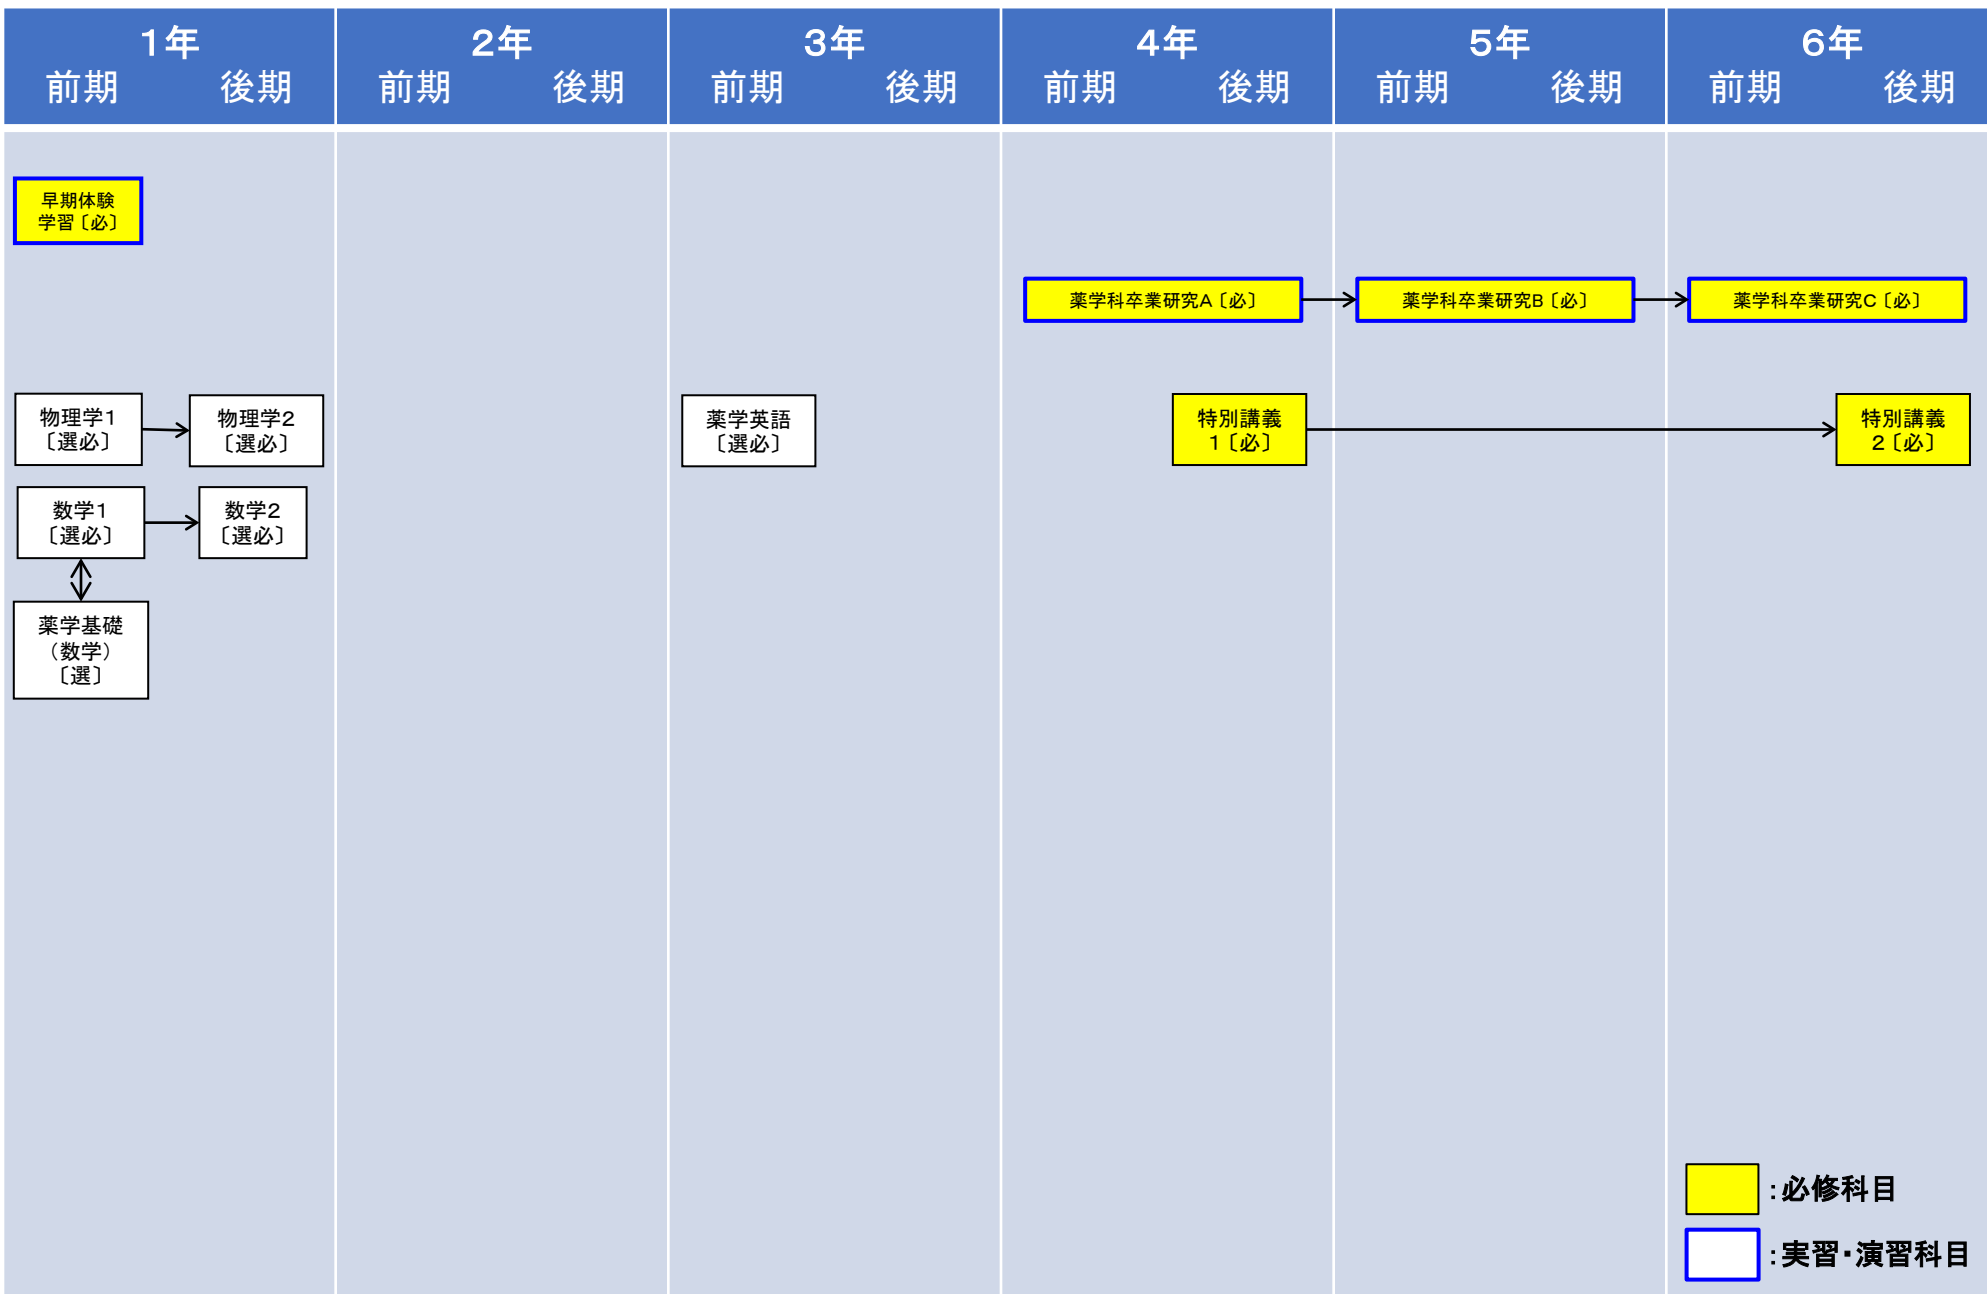 1年 2年 3年 4年 5年 6年
前期 後期 前期 後期 前期 後期 前期 後期 前期 後期 前期 後期
早期体験
学習〔必〕
薬学科卒業研究A〔必〕
薬学科卒業研究B〔必〕
薬学科卒業研究C〔必〕
物理学1
〔選必〕
物理学2
〔選必〕
薬学英語
〔選必〕
特別講義
1〔必〕
特別講義
2〔必〕
数学1
〔選必〕
数学2
〔選必〕
薬学基礎
（数学）
〔選〕
：必修科目
：実習・演習科目